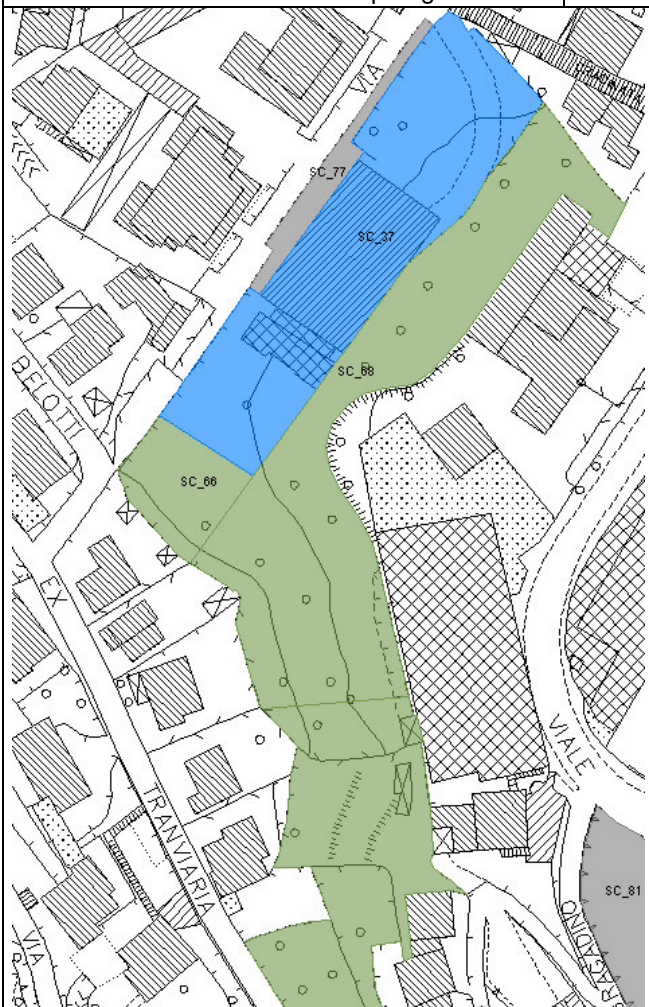 VIA
SC_77
SC_37
SC_68
BELOTTI
SC_66
EX
TRANVIARIA
VIALE
SC_81
VIA